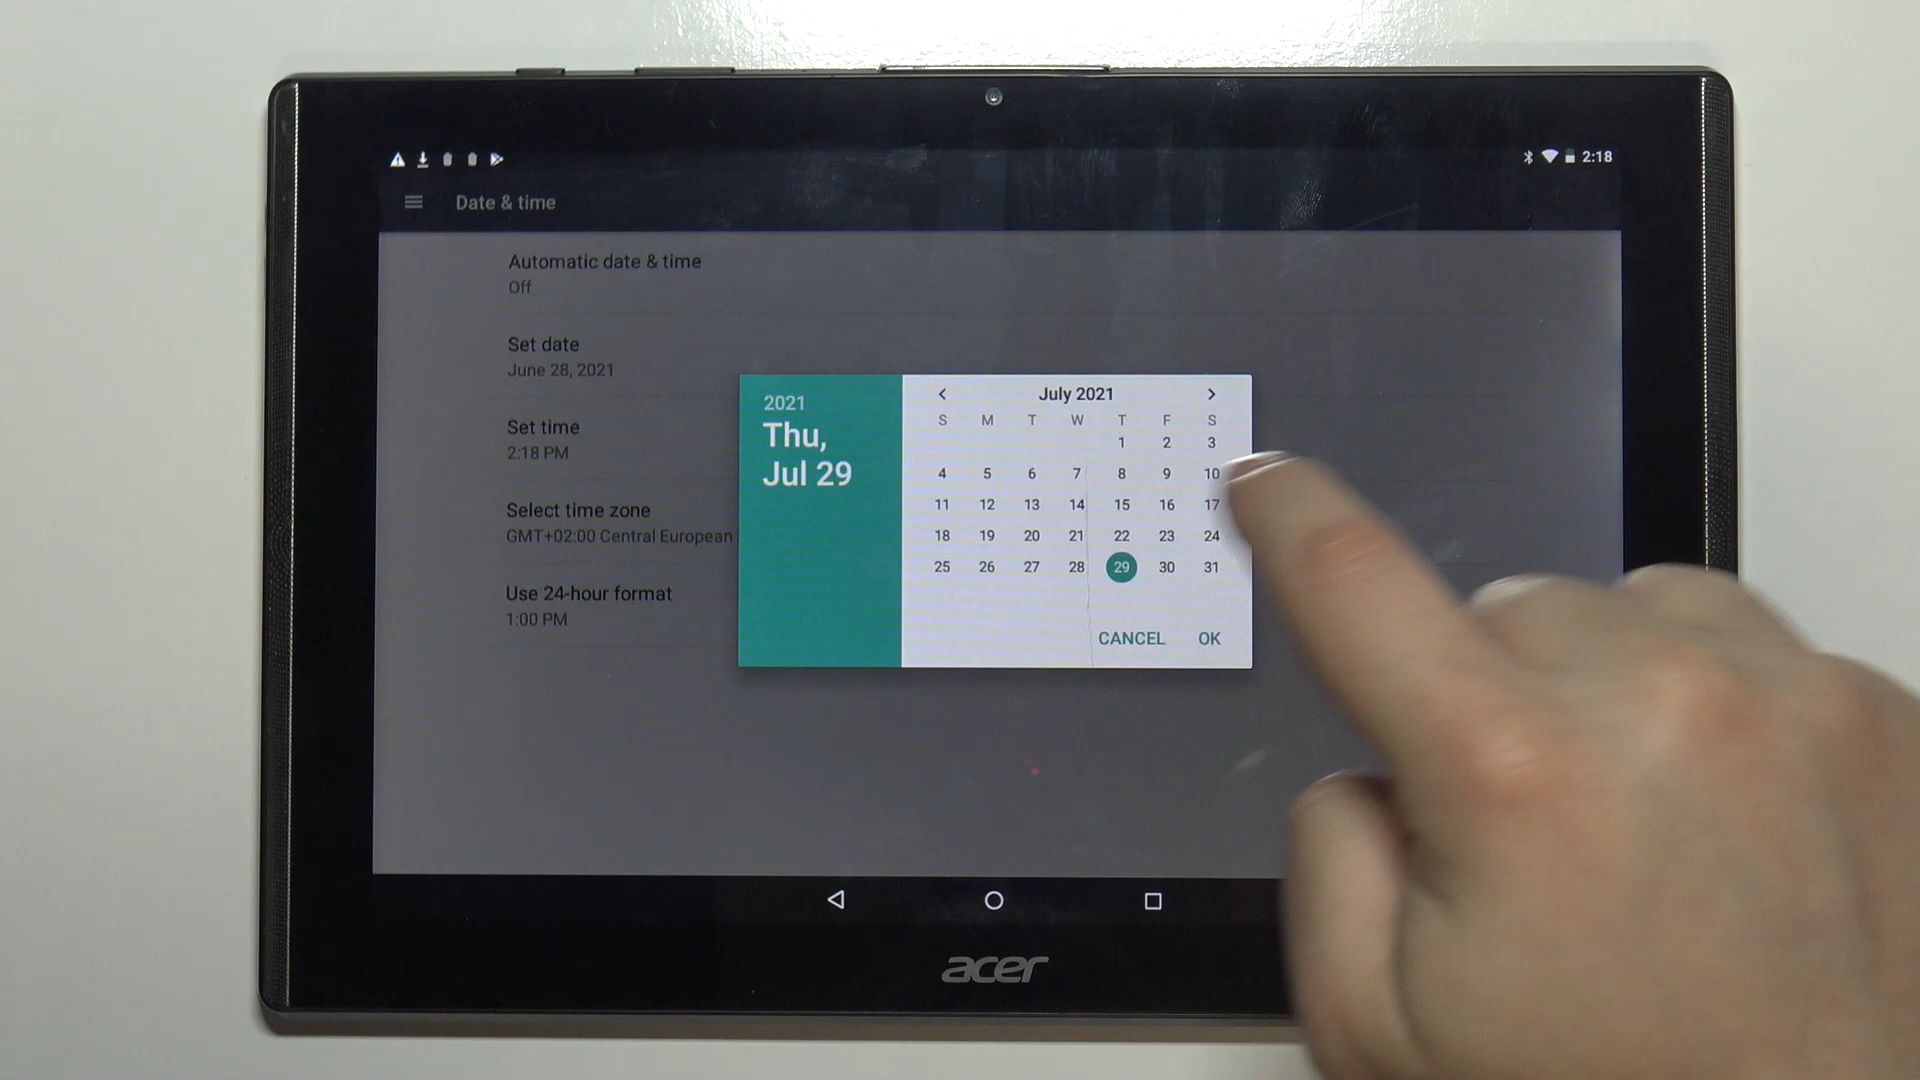 2:18
Date & time
Automatic date & time
Off
Set date
June 28, 2021
Set time
2:18 PM
Select time zone
GMT+02:00 Central European
Use 24-hour format
1:00 PM
2021
Thu,
Jul 29
July 2021
S M T W T F S
1 2 3
4 5 6 7 8 9 10
11 12 13 14 15 16 17
18 19 20 21 22 23 24
25 26 27 28 29 30 31
CANCEL OK
acer